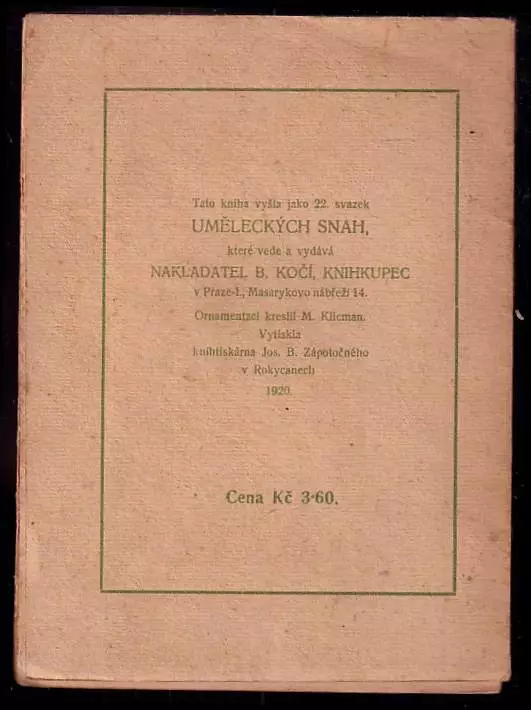 Tato kniha vyšla jako 22. svazek
UMĚLECKÝCH SNAH,
které vede a vydává
NAKLADATEL B. KOČÍ, KNIHKUPEC
v Praze-I., Masarykovo nábřeží 14.
Ornamentaci kreslil M. Klicman.
Vytiskla
knihtiskárna Jos. B. Zápotočného
v Rokycanech
1920.
Cena Kč 3·60.